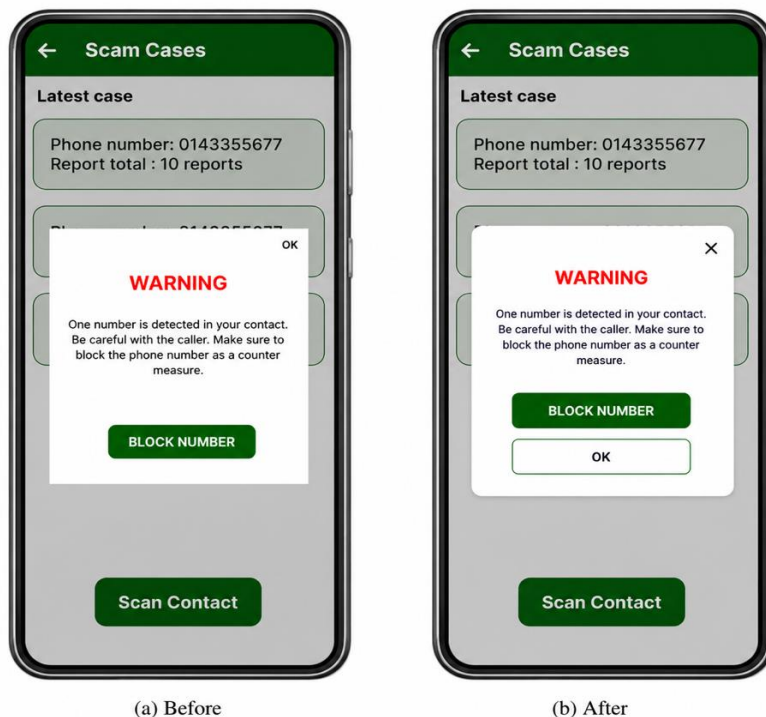 Scam Cases
Latest case
Phone number: 0143355677
Report total : 10 reports
OK
WARNING
One number is detected in your contact.
Be careful with the caller. Make sure to
block the phone number as a counter
measure.
BLOCK NUMBER
Scan Contact
(a) Before
Scam Cases
Latest case
Phone number: 0143355677
Report total : 10 reports
WARNING
One number is detected in your contact.
Be careful with the caller. Make sure to
block the phone number as a counter
measure.
BLOCK NUMBER
OK
Scan Contact
(b) After